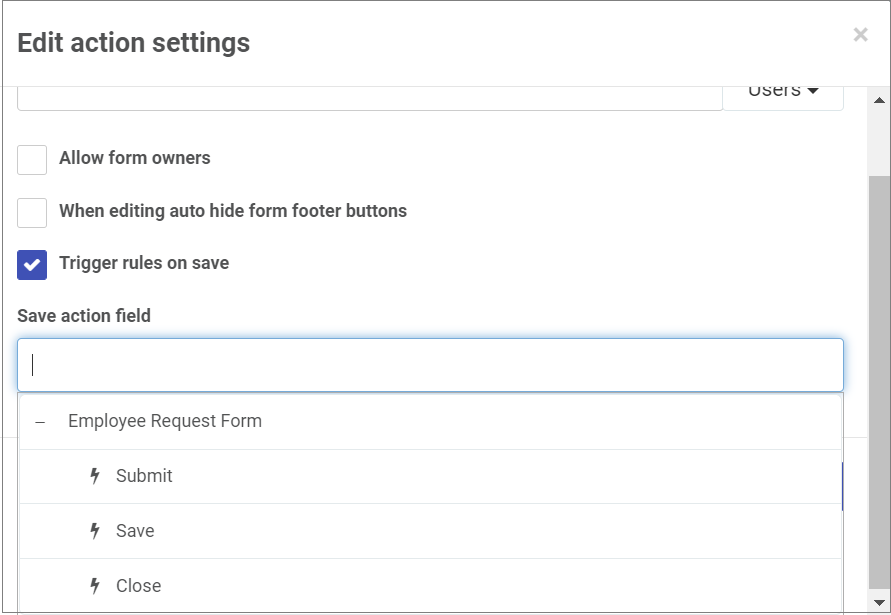 Edit action settings
Users
Allow form owners
When editing auto hide form footer buttons
Trigger rules on save
Save action field
Employee Request Form
Submit
Save
Close